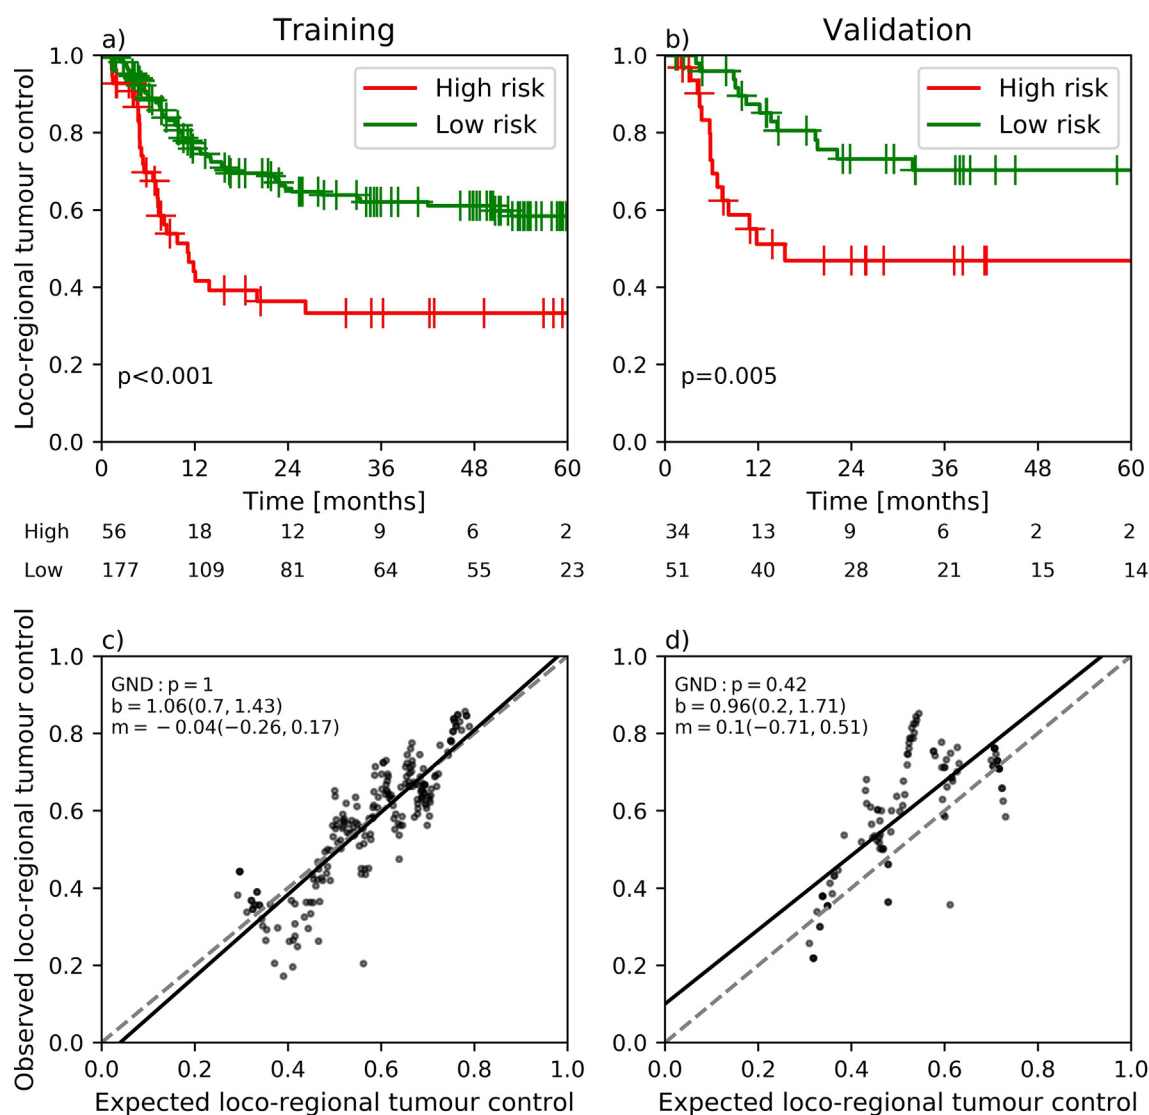 Training
Validation
a)
b)
Loco-regional tumour control
1.0
0.8
0.6
0.4
0.2
0.0
High risk
Low risk
p<0.001
0 12 24 36 48 60
Time [months]
1.0
0.8
0.6
0.4
0.2
0.0
High risk
Low risk
p=0.005
0 12 24 36 48 60
Time [months]
High 56 18 12 9 6 2
34 13 9 6 2 2
Low 177 109 81 64 55 23
51 40 28 21 15 14
c)
Observed loco-regional tumour control
1.0
0.8
0.6
0.4
0.2
0.0
GND : p = 1
b = 1.06(0.7, 1.43)
m = −0.04(−0.26, 0.17)
0.0 0.2 0.4 0.6 0.8 1.0
Expected loco-regional tumour control
d)
1.0
0.8
0.6
0.4
0.2
0.0
GND : p = 0.42
b = 0.96(0.2, 1.71)
m = 0.1(−0.71, 0.51)
0.0 0.2 0.4 0.6 0.8 1.0
Expected loco-regional tumour control